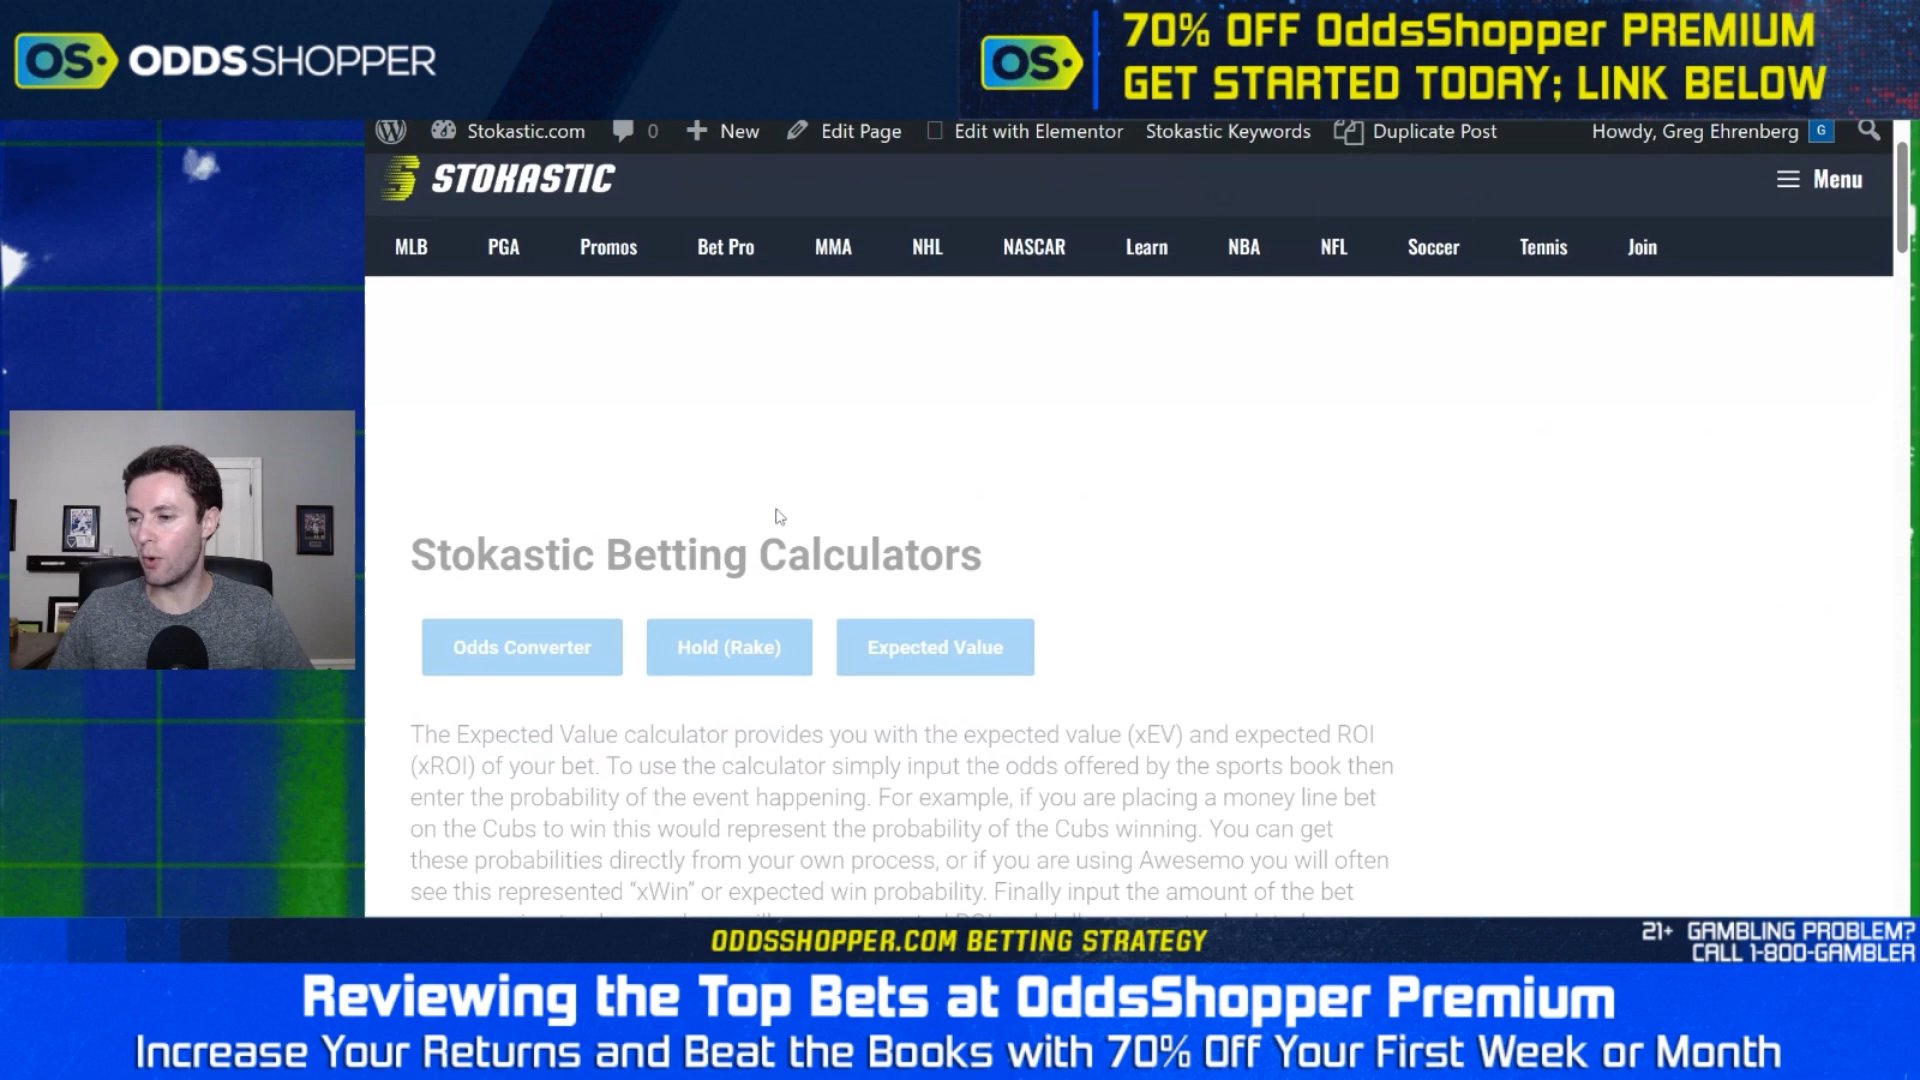 OS. ODDSSHOPPER
OS.
70% OFF OddsShopper PREMIUM
GET STARTED TODAY; LINK BELOW
Stokastic.com 0 New Edit Page Edit with Elementor Stokastic Keywords Duplicate Post Howdy, Greg Ehrenberg G
STOKASTIC
Menu
MLB PGA Promos Bet Pro MMA NHL NASCAR Learn NBA NFL Soccer Tennis Join
Stokastic Betting Calculators
Odds Converter Hold (Rake) Expected Value
The Expected Value calculator provides you with the expected value (xEV) and expected ROI
(xROI) of your bet. To use the calculator simply input the odds offered by the sports book then
enter the probability of the event happening. For example, if you are placing a money line bet
on the Cubs to win this would represent the probability of the Cubs winning. You can get
these probabilities directly from your own process, or if you are using Awesemo you will often
see this represented “xWin” or expected win probability. Finally input the amount of the bet
ODDSSHOPPER.COM BETTING STRATEGY
21+ GAMBLING PROBLEM?
CALL 1-800-GAMBLER
Reviewing the Top Bets at OddsShopper Premium
Increase Your Returns and Beat the Books with 70% Off Your First Week or Month